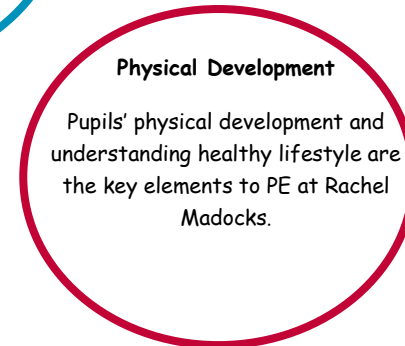 Physical Development
Pupils' physical development and
understanding healthy lifestyle are
the key elements to PE at Rachel
Madocks.